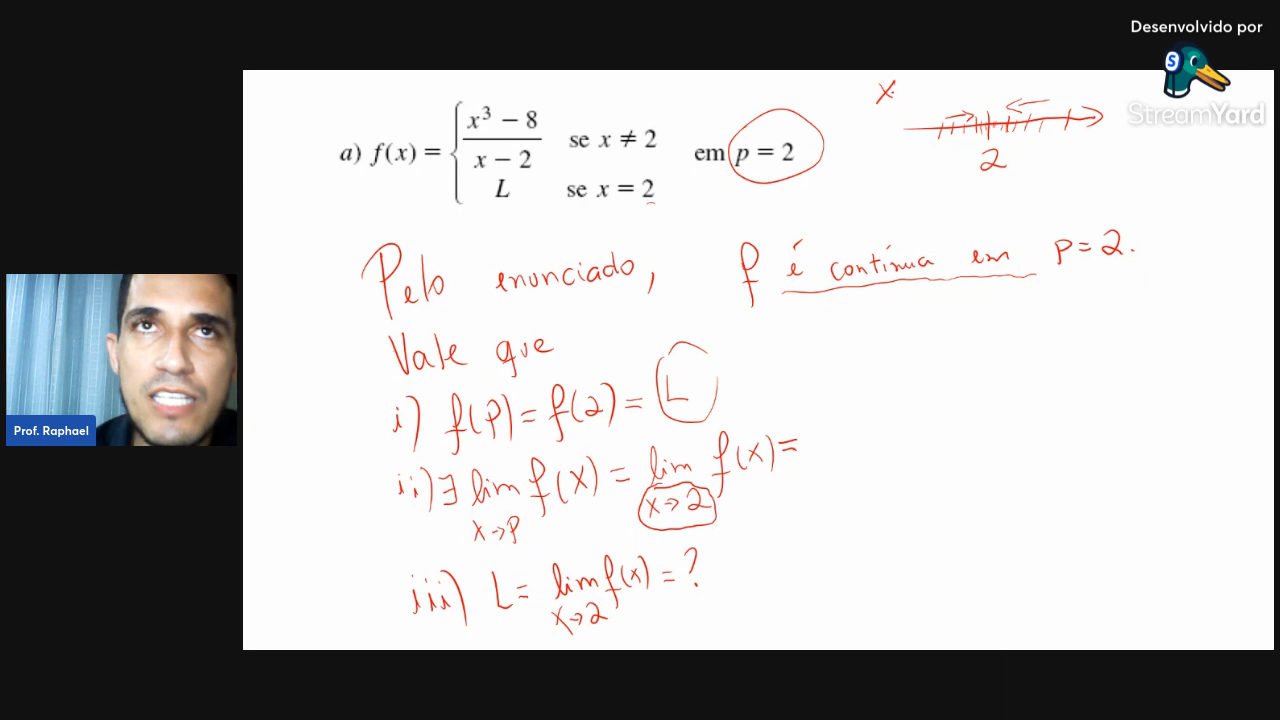 Desenvolvido por
S
StreamYard
a) f(x) = { (x³ − 8)/(x − 2) se x ≠ 2
L se x = 2
em p = 2
x
2
Pelo enunciado, f é contínua em p=2.
Vale que
i) f(p) = f(2) = L
ii) ∃ lim x→p f(x) = lim x→2 f(x) =
iii) L = lim x→2 f(x) = ?
Prof. Raphael